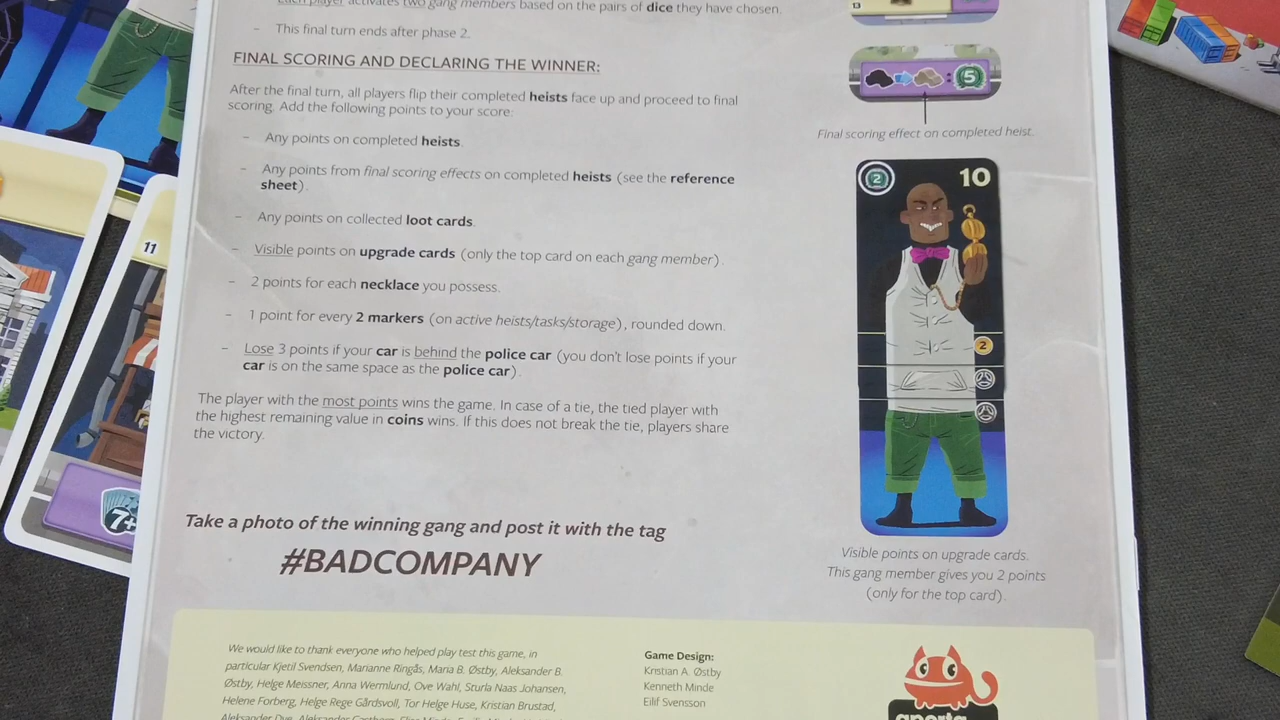 Each player activates two gang members based on the pairs of dice they have chosen.
- This final turn ends after phase 2.
FINAL SCORING AND DECLARING THE WINNER:
After the final turn, all players flip their completed heists face up and proceed to final
scoring. Add the following points to your score:
- Any points on completed heists.
- Any points from final scoring effects on completed heists (see the reference
sheet).
- Any points on collected loot cards.
- Visible points on upgrade cards (only the top card on each gang member).
- 2 points for each necklace you possess.
- 1 point for every 2 markers (on active heists/tasks/storage), rounded down.
- Lose 3 points if your car is behind the police car (you don't lose points if your
car is on the same space as the police car).
The player with the most points wins the game. In case of a tie, the tied player with
the highest remaining value in coins wins. If this does not break the tie, players share
the victory.
Take a photo of the winning gang and post it with the tag
#BADCOMPANY
13
5
Final scoring effect on completed heist.
2
10
2
Visible points on upgrade cards.
This gang member gives you 2 points
(only for the top card).
11
7+
We would like to thank everyone who helped play test this game, in
particular Kjetil Svendsen, Marianne Ringås, Maria B. Østby, Aleksander B.
Østby, Helge Meissner, Anna Wermlund, Ove Wahl, Sturla Naas Johansen,
Helene Forberg, Helge Rege Gårdsvoll, Tor Helge Huse, Kristian Brustad,
Game Design:
Kristian A. Østby
Kenneth Minde
Eilif Svensson
aporta